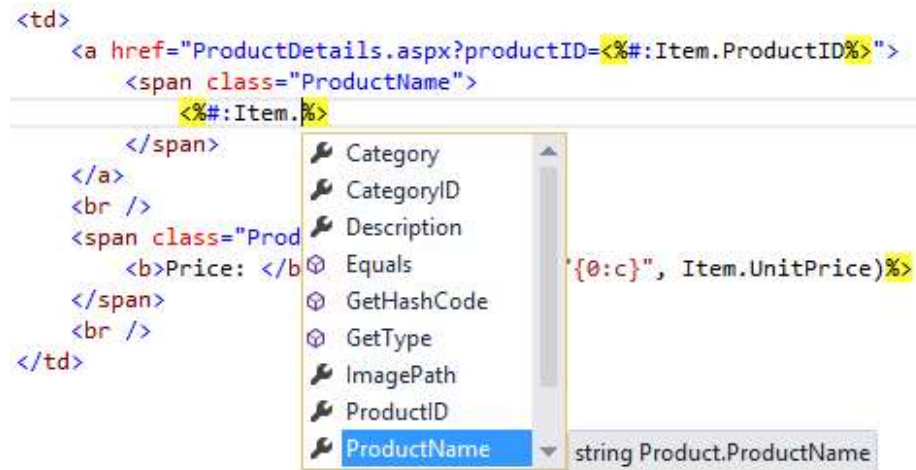 <td>
<a href="ProductDetails.aspx?productID=<%#:Item.ProductID%>">
<span class="ProductName">
<%#:Item.%>
</span>
</a>
<br />
<span class="Prod
<b>Price: </b
"{0:c}", Item.UnitPrice)%>
</span>
<br />
</td>
Category
CategoryID
Description
Equals
GetHashCode
GetType
ImagePath
ProductID
ProductName
string Product.ProductName